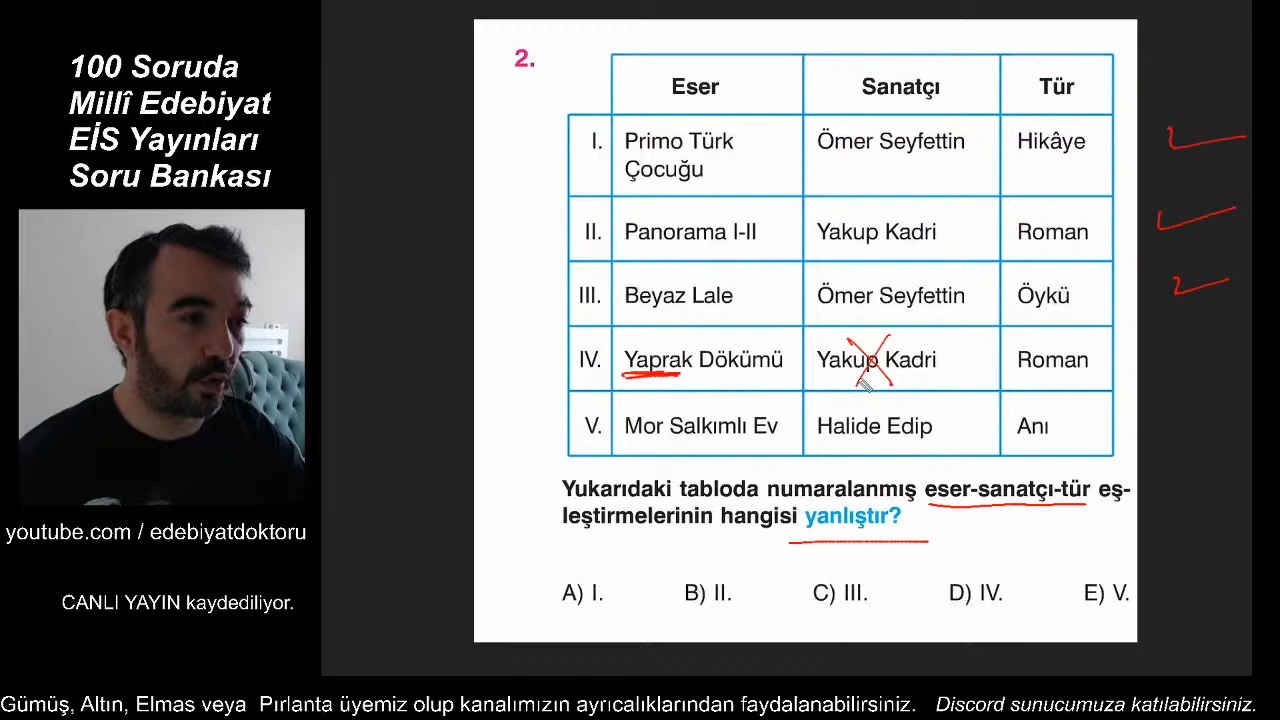 100 Soruda
Millî Edebiyat
EİS Yayınları
Soru Bankası
youtube.com / edebiyatdoktoru
CANLI YAYIN kaydediliyor.
2.
Eser Sanatçı Tür
I. Primo Türk Çocuğu Ömer Seyfettin Hikâye
II. Panorama I-II Yakup Kadri Roman
III. Beyaz Lale Ömer Seyfettin Öykü
IV. Yaprak Dökümü Yakup Kadri Roman
V. Mor Salkımlı Ev Halide Edip Anı
Yukarıdaki tabloda numaralanmış eser-sanatçı-tür eş-
leştirmelerinin hangisi yanlıştır?
A) I. B) II. C) III. D) IV. E) V.
Gümüş, Altın, Elmas veya Pırlanta üyemiz olup kanalımızın ayrıcalıklarından faydalanabilirsiniz. Discord sunucumuza katılabilirsiniz.